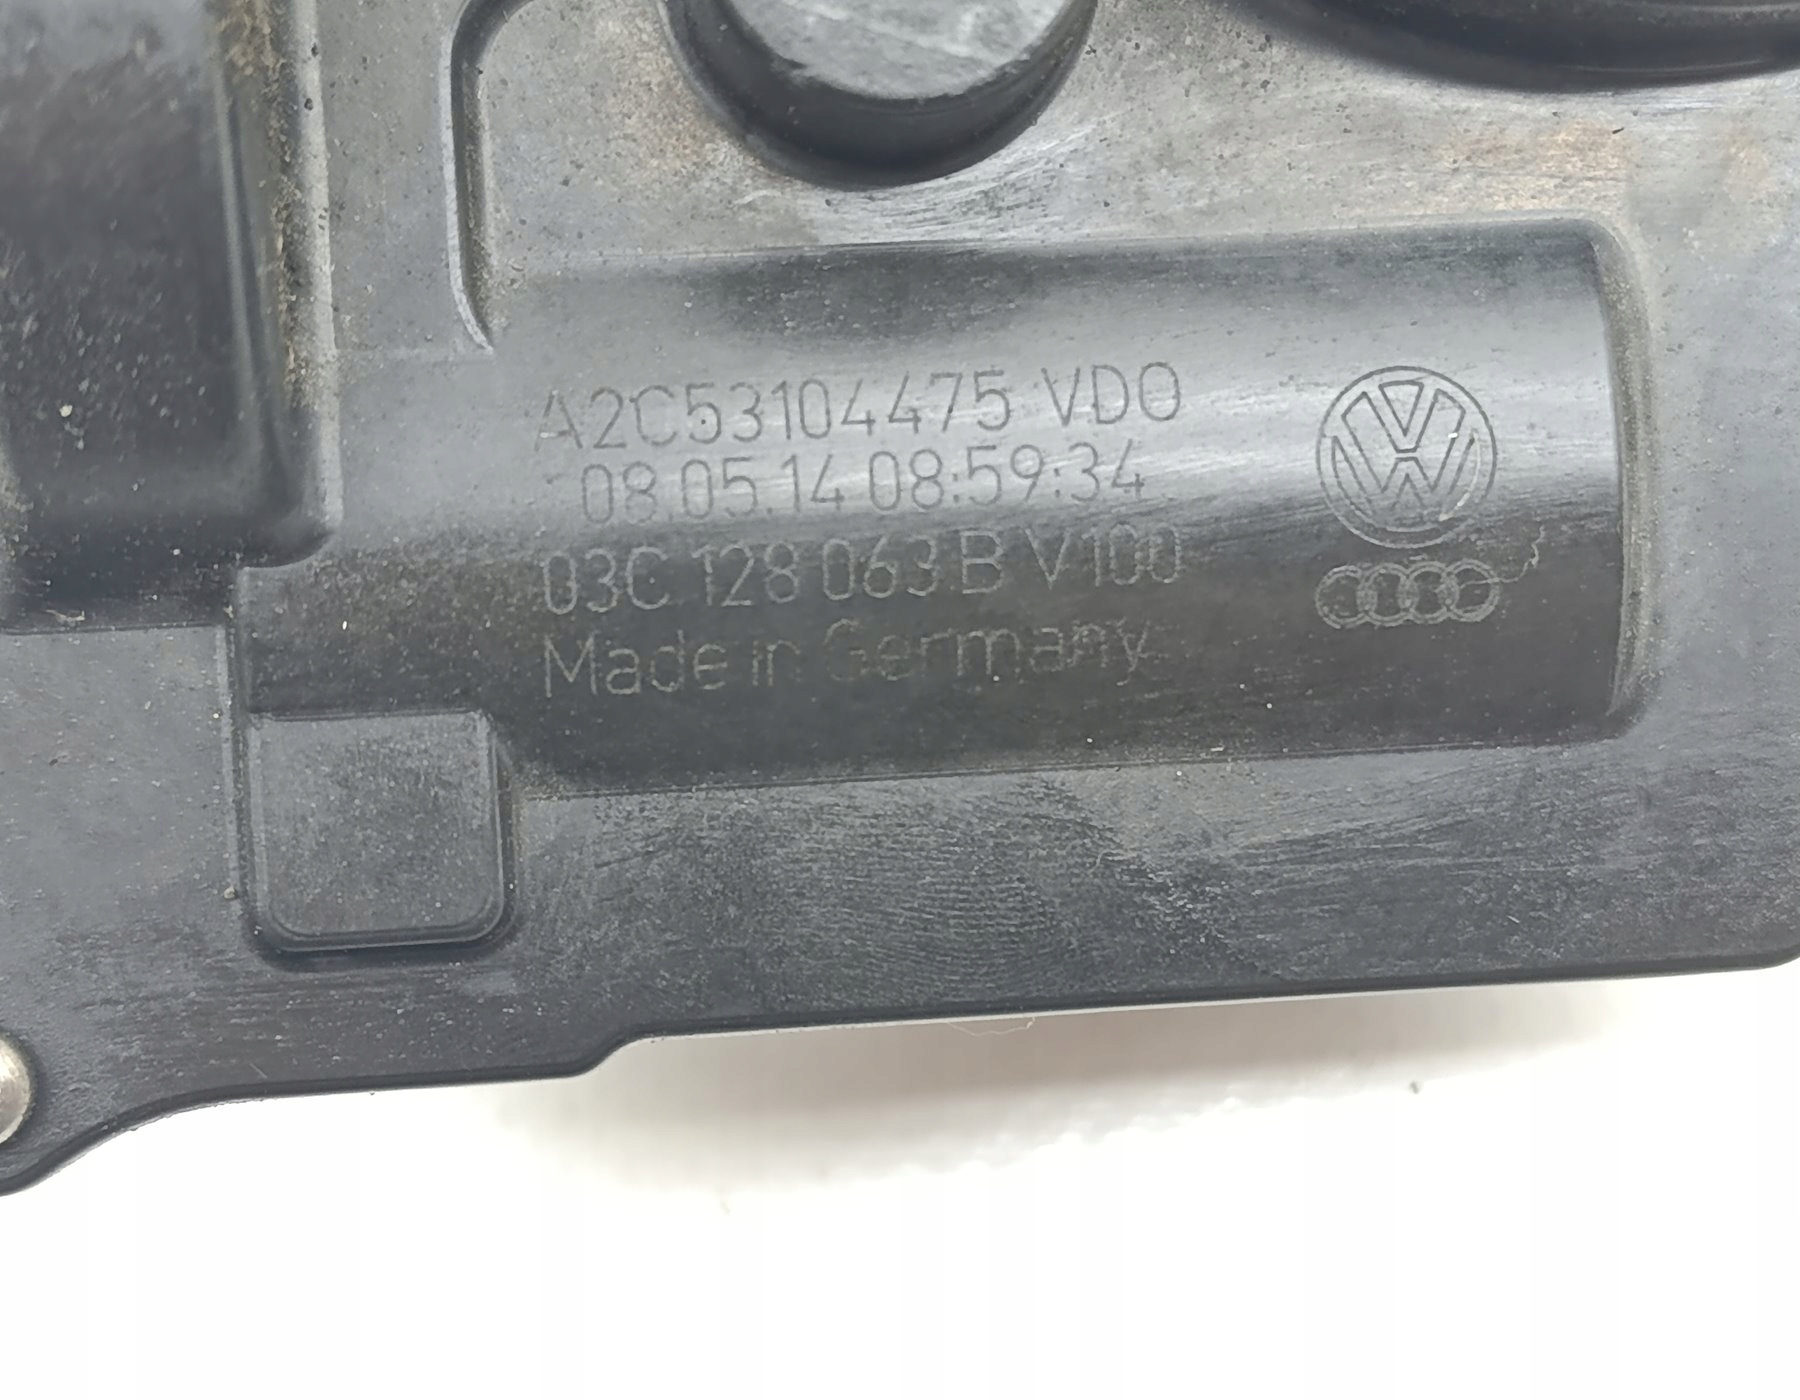 A2C53104475 VDO
08.05.14 08:59:34
03C 128 063 B V100
Made in Germany